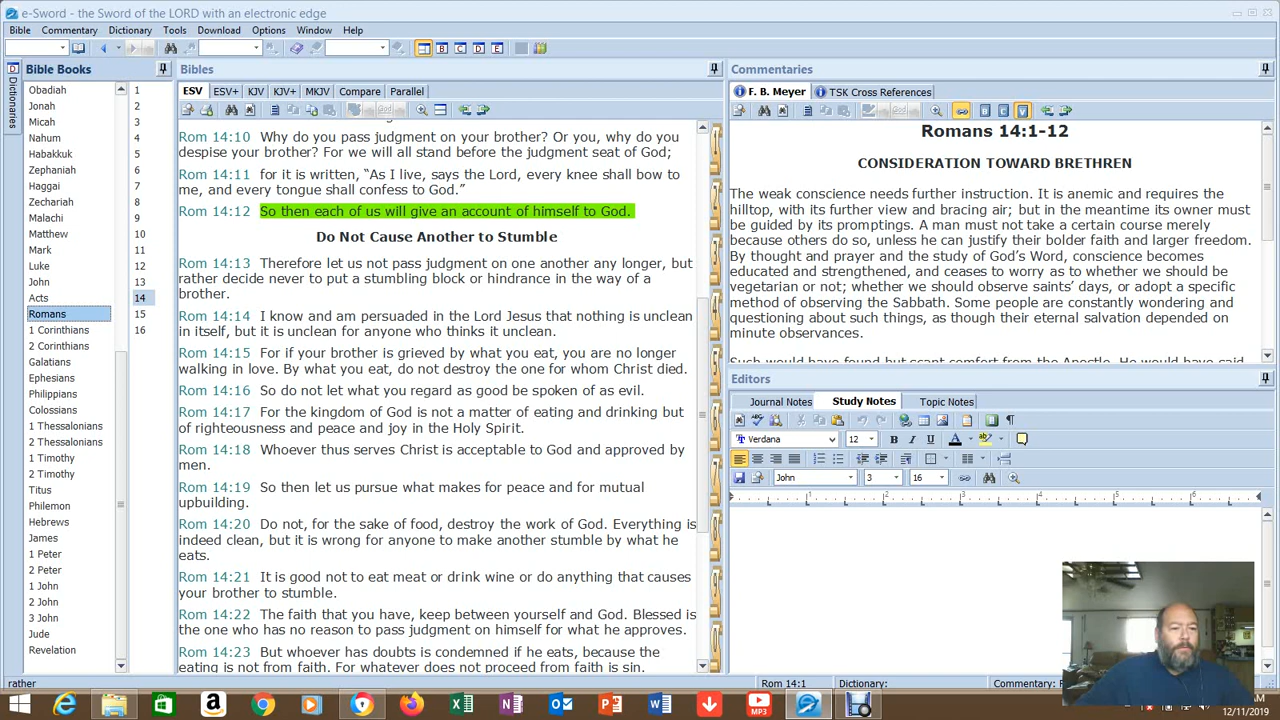 e-Sword - the Sword of the LORD with an electronic edge
Bible Commentary Dictionary Tools Download Options Window Help
B C D E
Dictionaries
Bible Books
Obadiah
Jonah
Micah
Nahum
Habakkuk
Zephaniah
Haggai
Zechariah
Malachi
Matthew
Mark
Luke
John
Acts
Romans
1 Corinthians
2 Corinthians
Galatians
Ephesians
Philippians
Colossians
1 Thessalonians
2 Thessalonians
1 Timothy
2 Timothy
Titus
Philemon
Hebrews
James
1 Peter
2 Peter
1 John
2 John
3 John
Jude
Revelation
1
2
3
4
5
6
7
8
9
10
11
12
13
14
15
16
Bibles
ESV ESV+ KJV KJV+ MKJV Compare Parallel
Rom 14:10 Why do you pass judgment on your brother? Or you, why do you
despise your brother? For we will all stand before the judgment seat of God;
Rom 14:11 for it is written, “As I live, says the Lord, every knee shall bow to
me, and every tongue shall confess to God.”
Rom 14:12 So then each of us will give an account of himself to God.
Do Not Cause Another to Stumble
Rom 14:13 Therefore let us not pass judgment on one another any longer, but
rather decide never to put a stumbling block or hindrance in the way of a
brother.
Rom 14:14 I know and am persuaded in the Lord Jesus that nothing is unclean
in itself, but it is unclean for anyone who thinks it unclean.
Rom 14:15 For if your brother is grieved by what you eat, you are no longer
walking in love. By what you eat, do not destroy the one for whom Christ died.
Rom 14:16 So do not let what you regard as good be spoken of as evil.
Rom 14:17 For the kingdom of God is not a matter of eating and drinking but
of righteousness and peace and joy in the Holy Spirit.
Rom 14:18 Whoever thus serves Christ is acceptable to God and approved by
men.
Rom 14:19 So then let us pursue what makes for peace and for mutual
upbuilding.
Rom 14:20 Do not, for the sake of food, destroy the work of God. Everything is
indeed clean, but it is wrong for anyone to make another stumble by what he
eats.
Rom 14:21 It is good not to eat meat or drink wine or do anything that causes
your brother to stumble.
Rom 14:22 The faith that you have, keep between yourself and God. Blessed is
the one who has no reason to pass judgment on himself for what he approves.
Rom 14:23 But whoever has doubts is condemned if he eats, because the
eating is not from faith. For whatever does not proceed from faith is sin.
Commentaries
F. B. Meyer TSK Cross References
B C V
Romans 14:1-12
CONSIDERATION TOWARD BRETHREN
The weak conscience needs further instruction. It is anemic and requires the
hilltop, with its further view and bracing air; but in the meantime its owner must
be guided by its promptings. A man must not take a certain course merely
because others do so, unless he can justify their bolder faith and larger freedom.
By thought and prayer and the study of God’s Word, conscience becomes
educated and strengthened, and ceases to worry as to whether we should be
vegetarian or not; whether we should observe saints’ days, or adopt a specific
method of observing the Sabbath. Some people are constantly wondering and
questioning about such things, as though their eternal salvation depended on
minute observances.
Such would have found but scant comfort from the Apostle. He would have said
Editors
Journal Notes Study Notes Topic Notes
Verdana 12 B I U A ab
John 3 16
1 2 3 4 5 6
rather
Rom 14:1
Dictionary:
Commentary:
MP3
12/11/2019